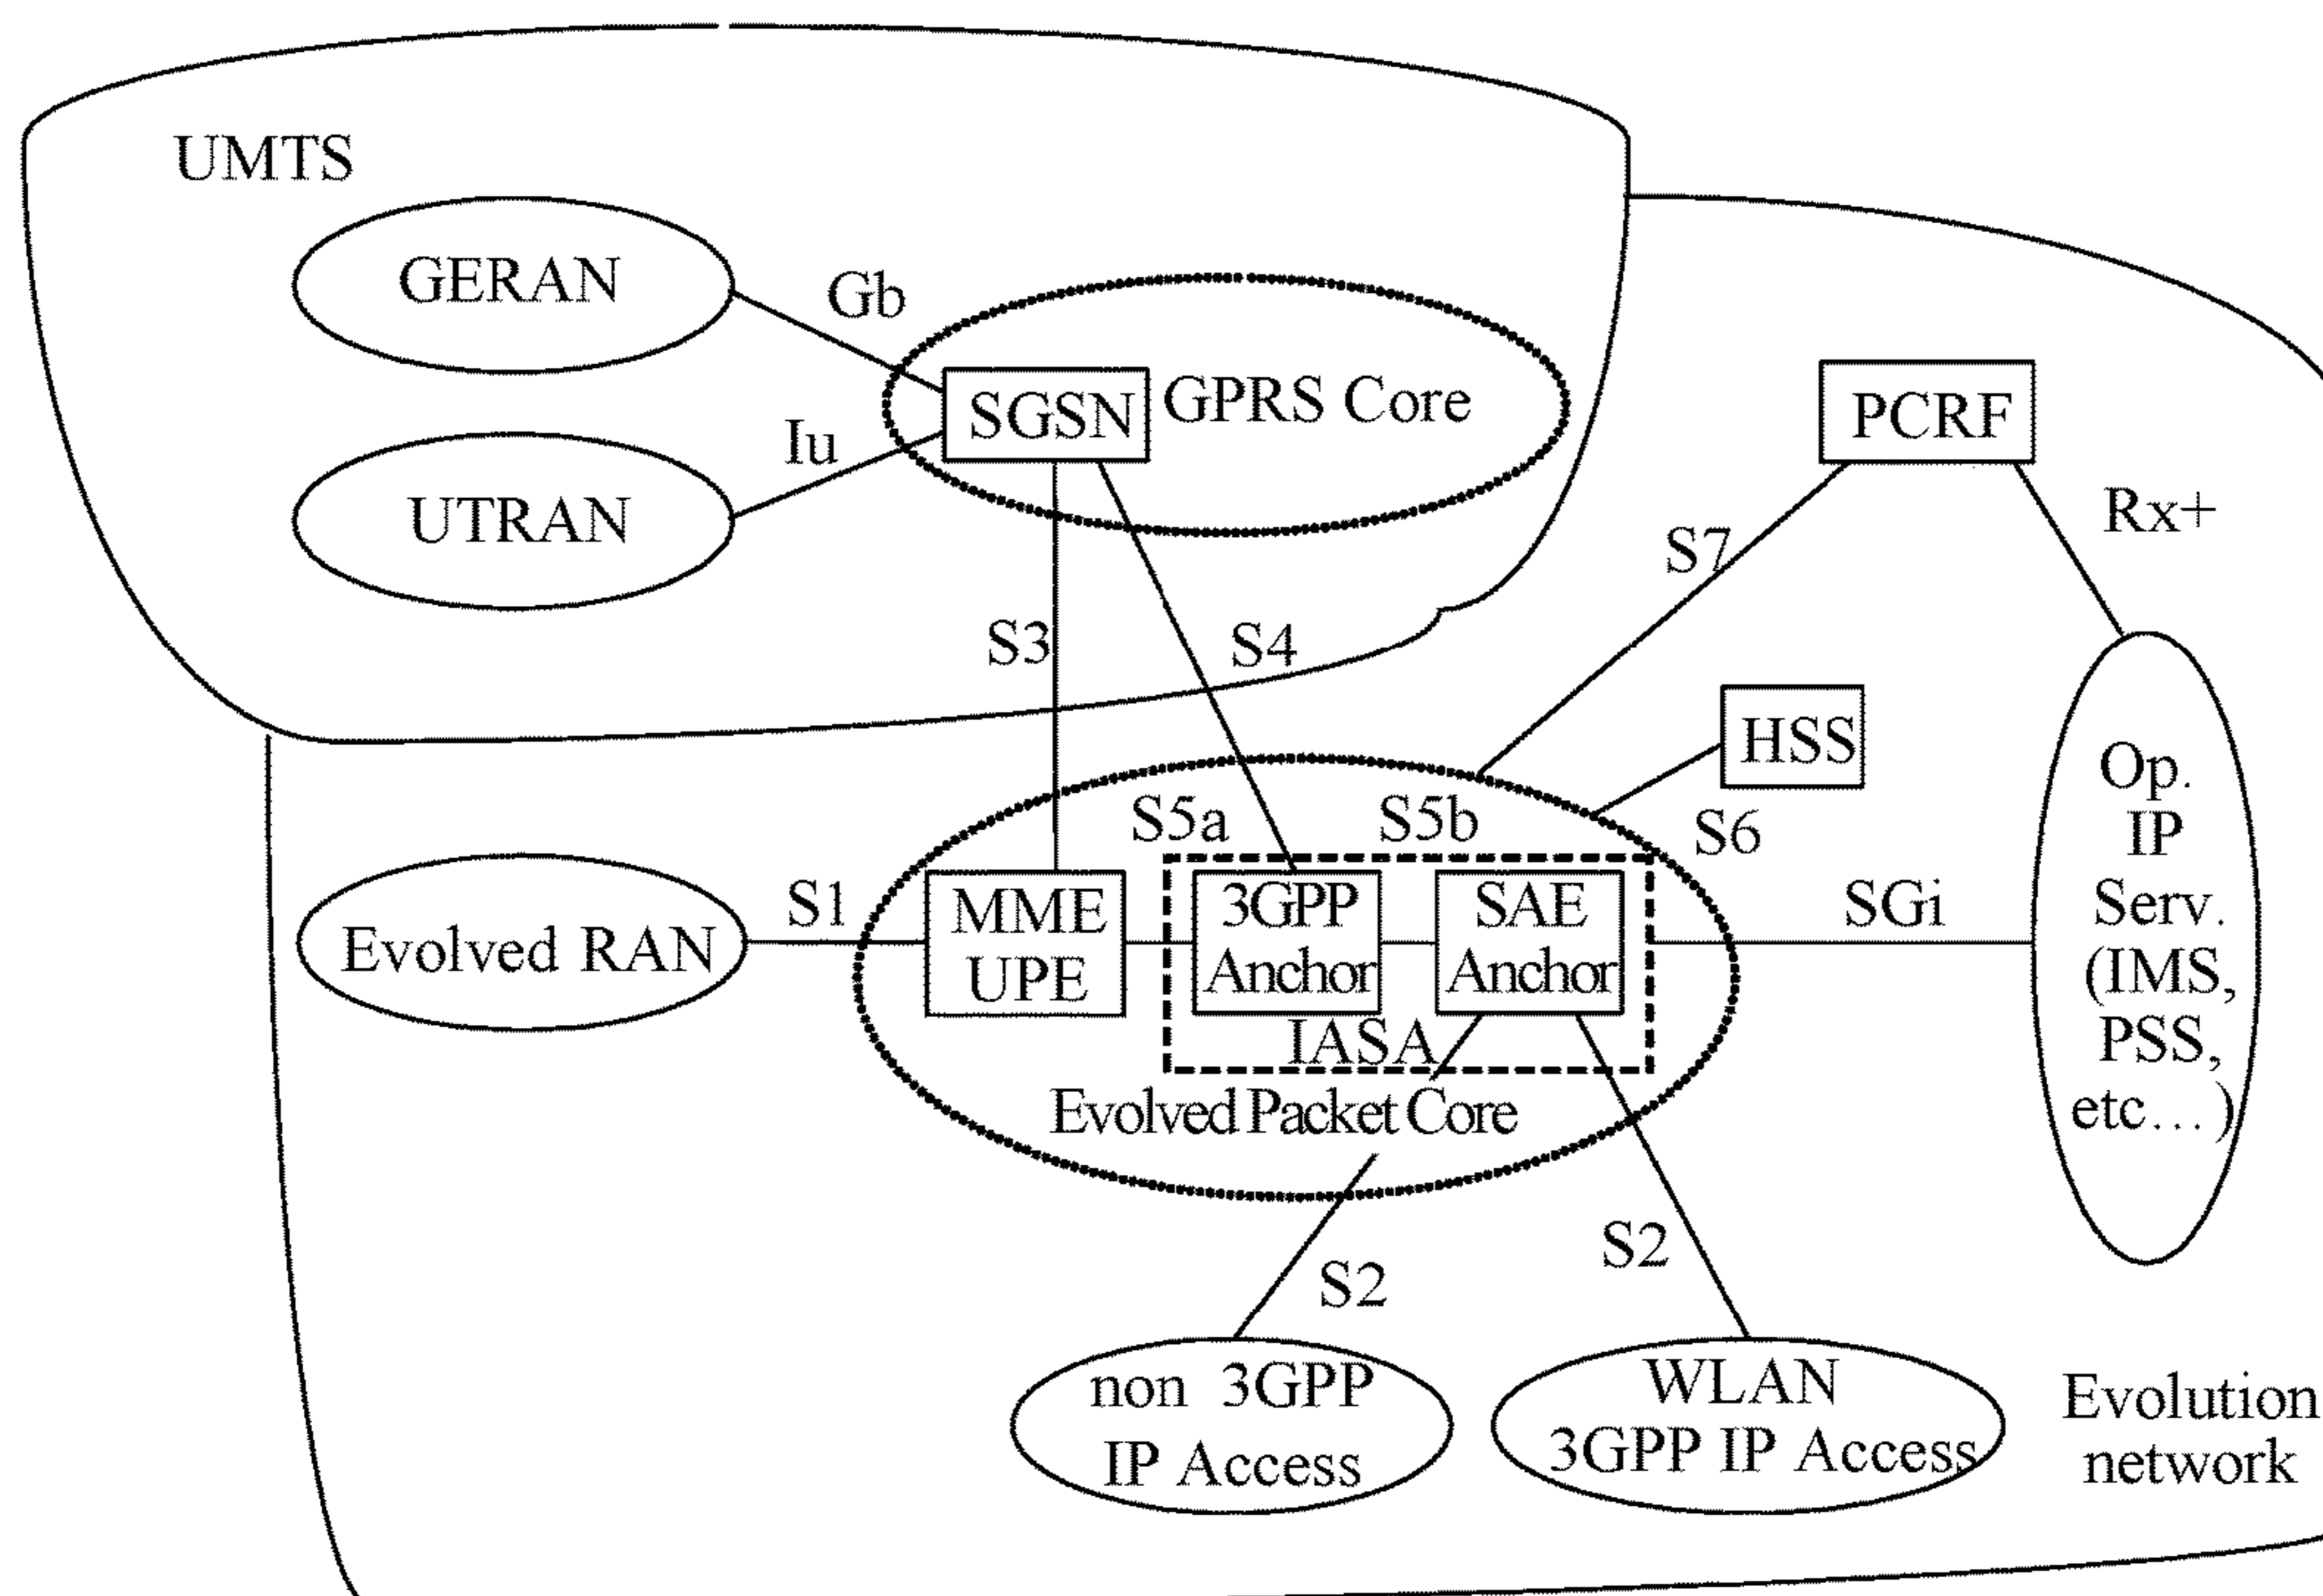 UMTS
GERAN
Gb
SGSN
GPRS Core
Iu
UTRAN
PCRF
Rx+
S7
S3
S4
HSS
S6
S5a
S5b
Op.
IP
Serv.
(IMS,
PSS,
etc...)
Evolved RAN
S1
MME
UPE
3GPP
Anchor
SAE
Anchor
SGi
IASA
Evolved Packet Core
S2
S2
non 3GPP
IP Access
WLAN
3GPP IP Access
Evolution
network